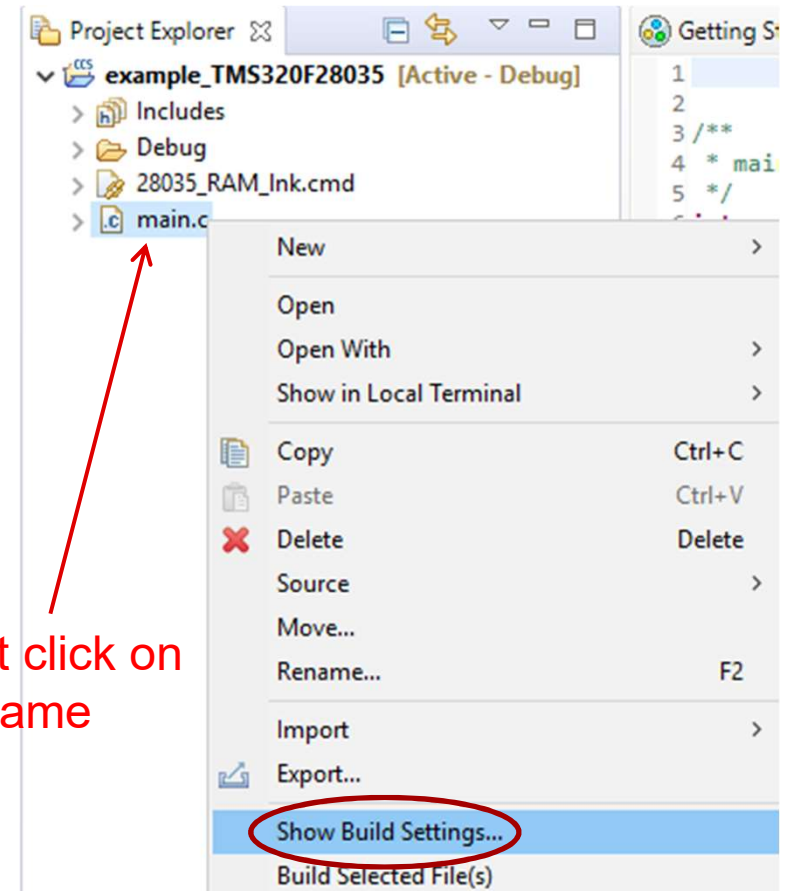 Project Explorer
Getting St
CCS
example_TMS320F28035 [Active - Debug]
Includes
Debug
28035_RAM_lnk.cmd
.c main.c
1
2
3 /**
4 * mai
5 */
New
Open
Open With
Show in Local Terminal
Copy Ctrl+C
Paste Ctrl+V
Delete Delete
Source
Move...
Rename... F2
Import
Export...
Show Build Settings...
Build Selected File(s)
t click on
ame